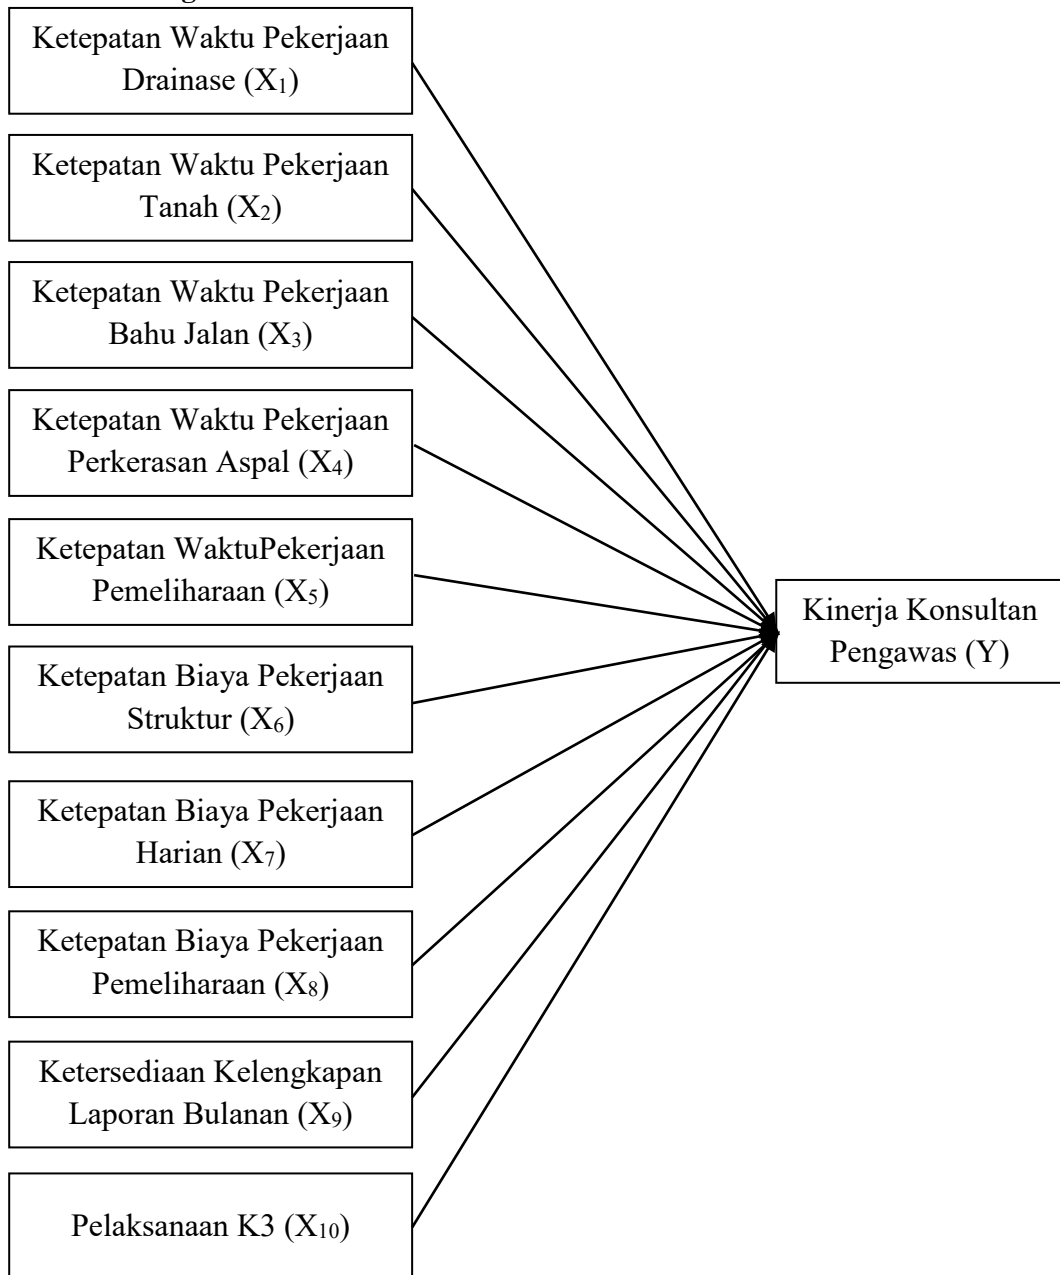 Ketepatan Waktu Pekerjaan
Drainase (X₁)
Ketepatan Waktu Pekerjaan
Tanah (X₂)
Ketepatan Waktu Pekerjaan
Bahu Jalan (X₃)
Ketepatan Waktu Pekerjaan
Perkerasan Aspal (X₄)
Ketepatan WaktuPekerjaan
Pemeliharaan (X₅)
Ketepatan Biaya Pekerjaan
Struktur (X₆)
Ketepatan Biaya Pekerjaan
Harian (X₇)
Ketepatan Biaya Pekerjaan
Pemeliharaan (X₈)
Ketersediaan Kelengkapan
Laporan Bulanan (X₉)
Pelaksanaan K3 (X₁₀)
Kinerja Konsultan
Pengawas (Y)